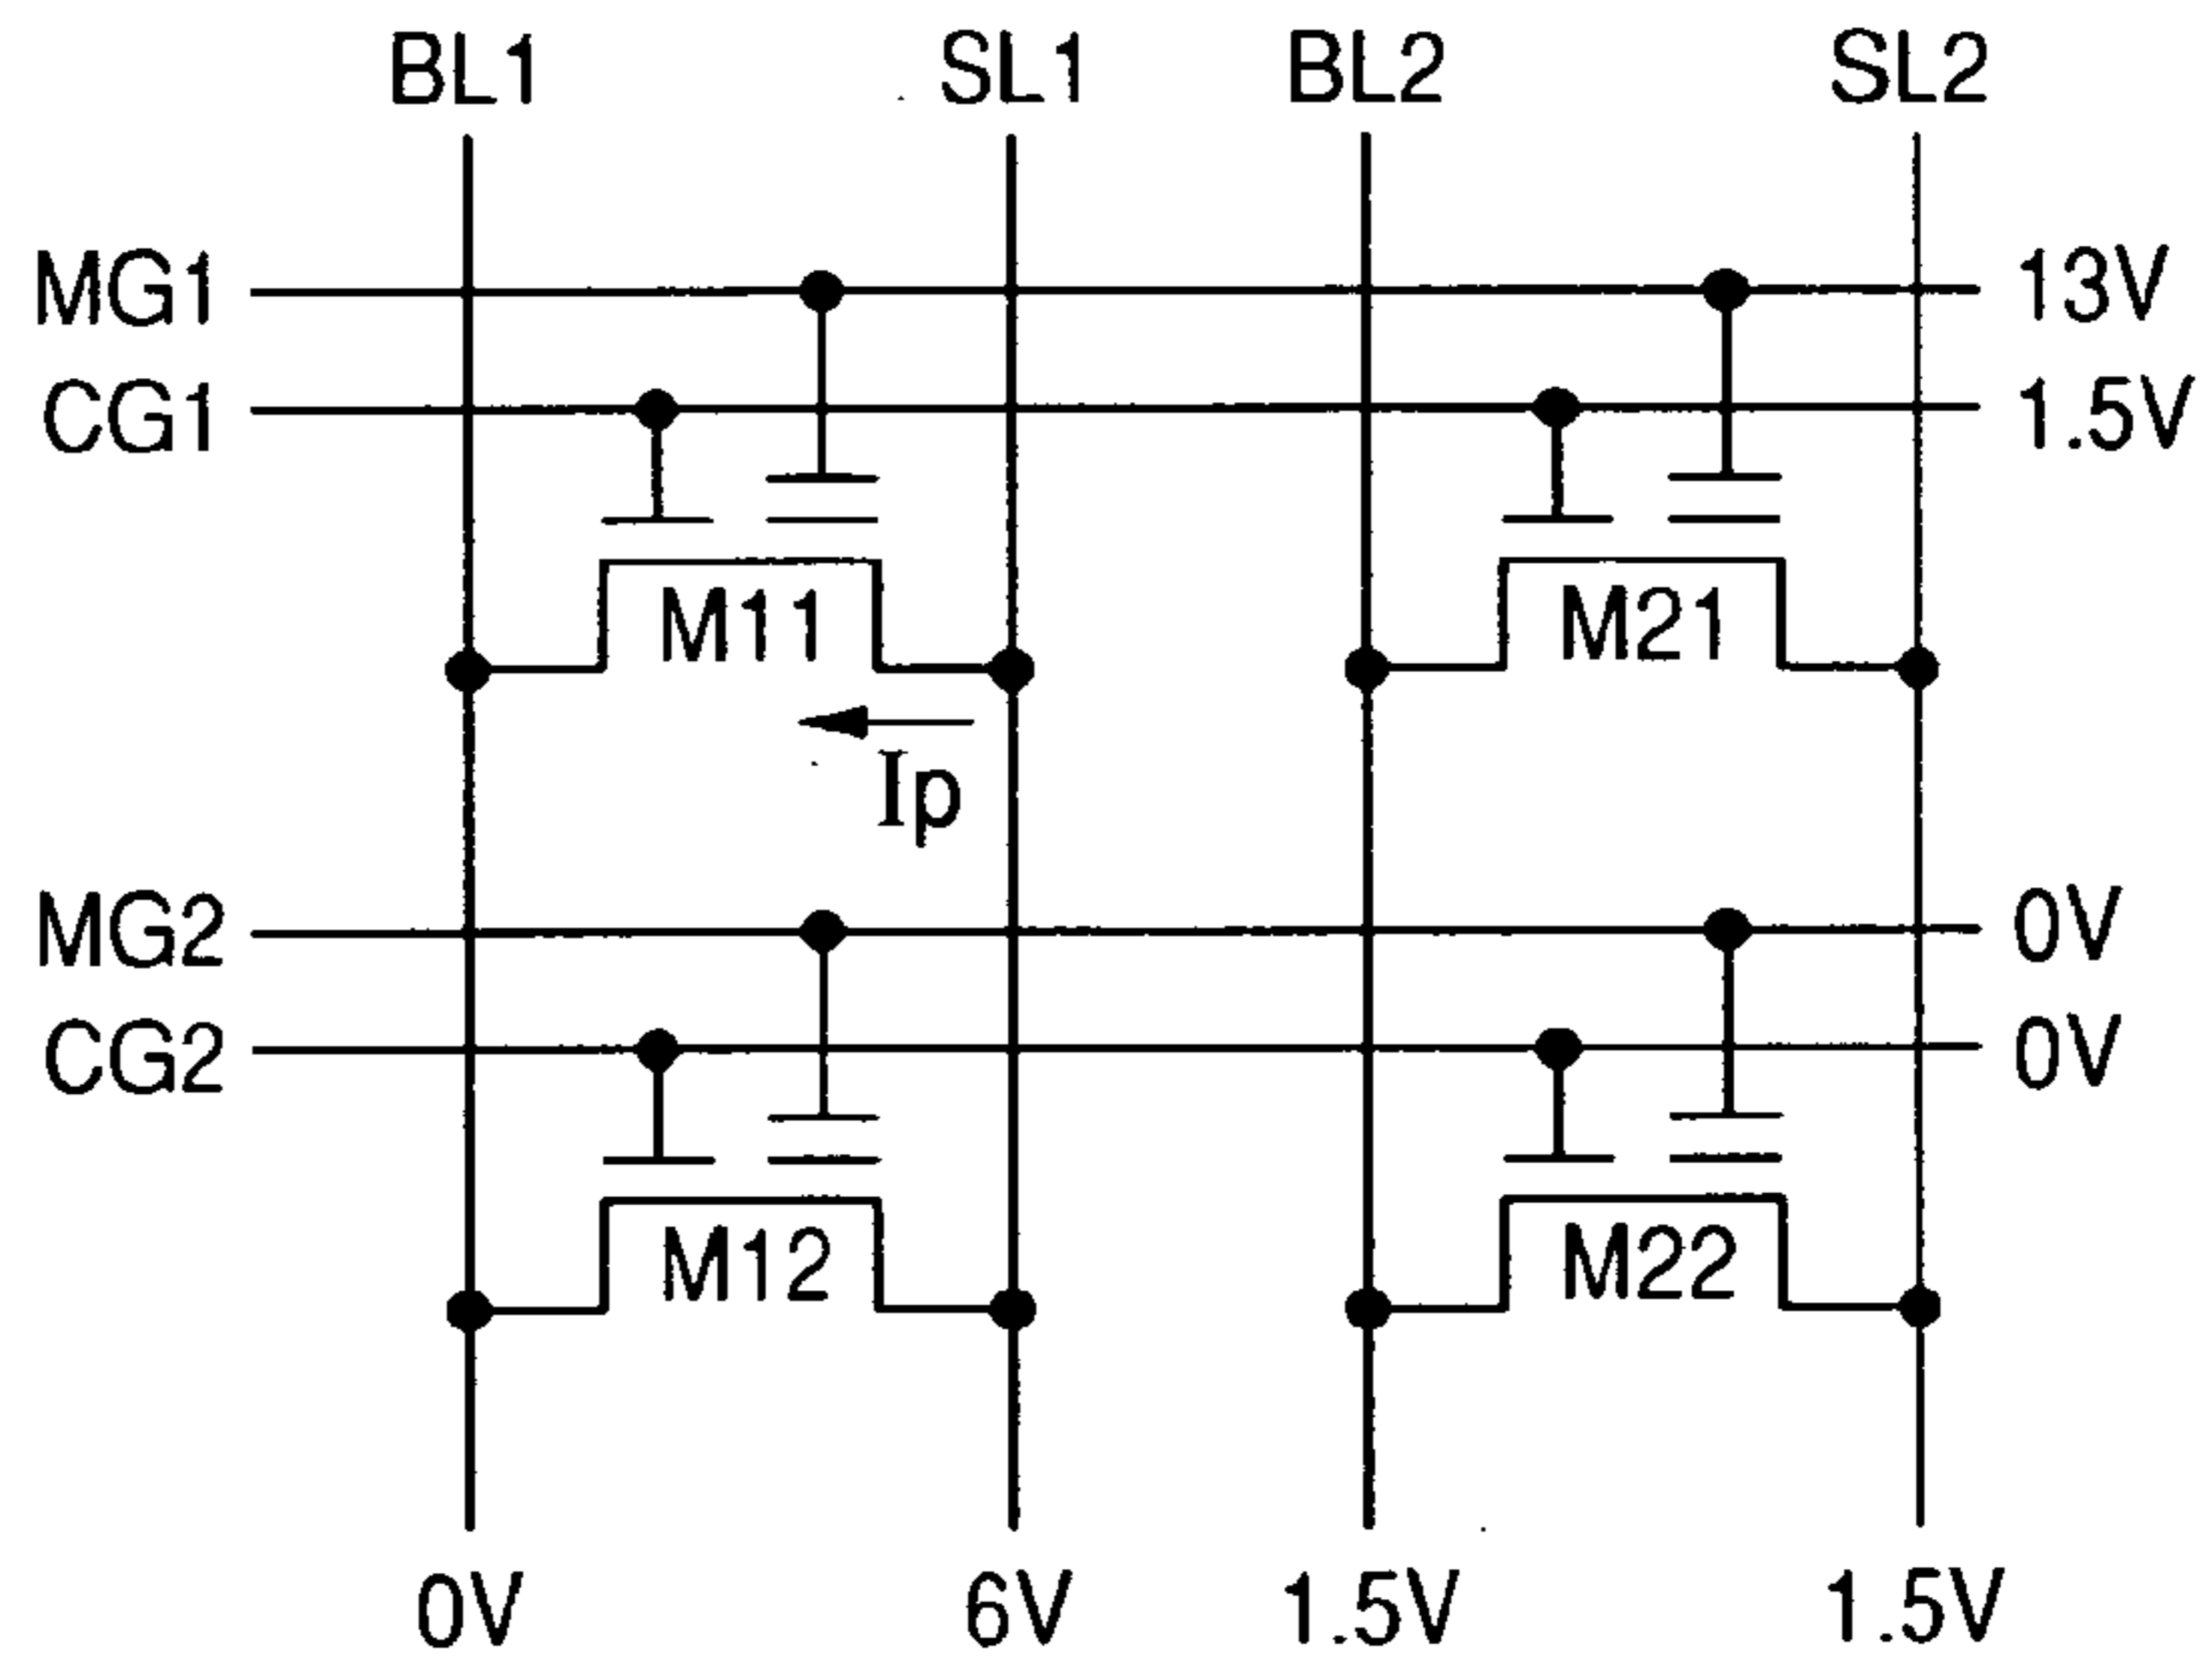 BL1 SL1 BL2 SL2
MG1 13V
CG1 1.5V
M11 M21
Ip
MG2 0V
CG2 0V
M12 M22
0V 6V 1.5V 1.5V